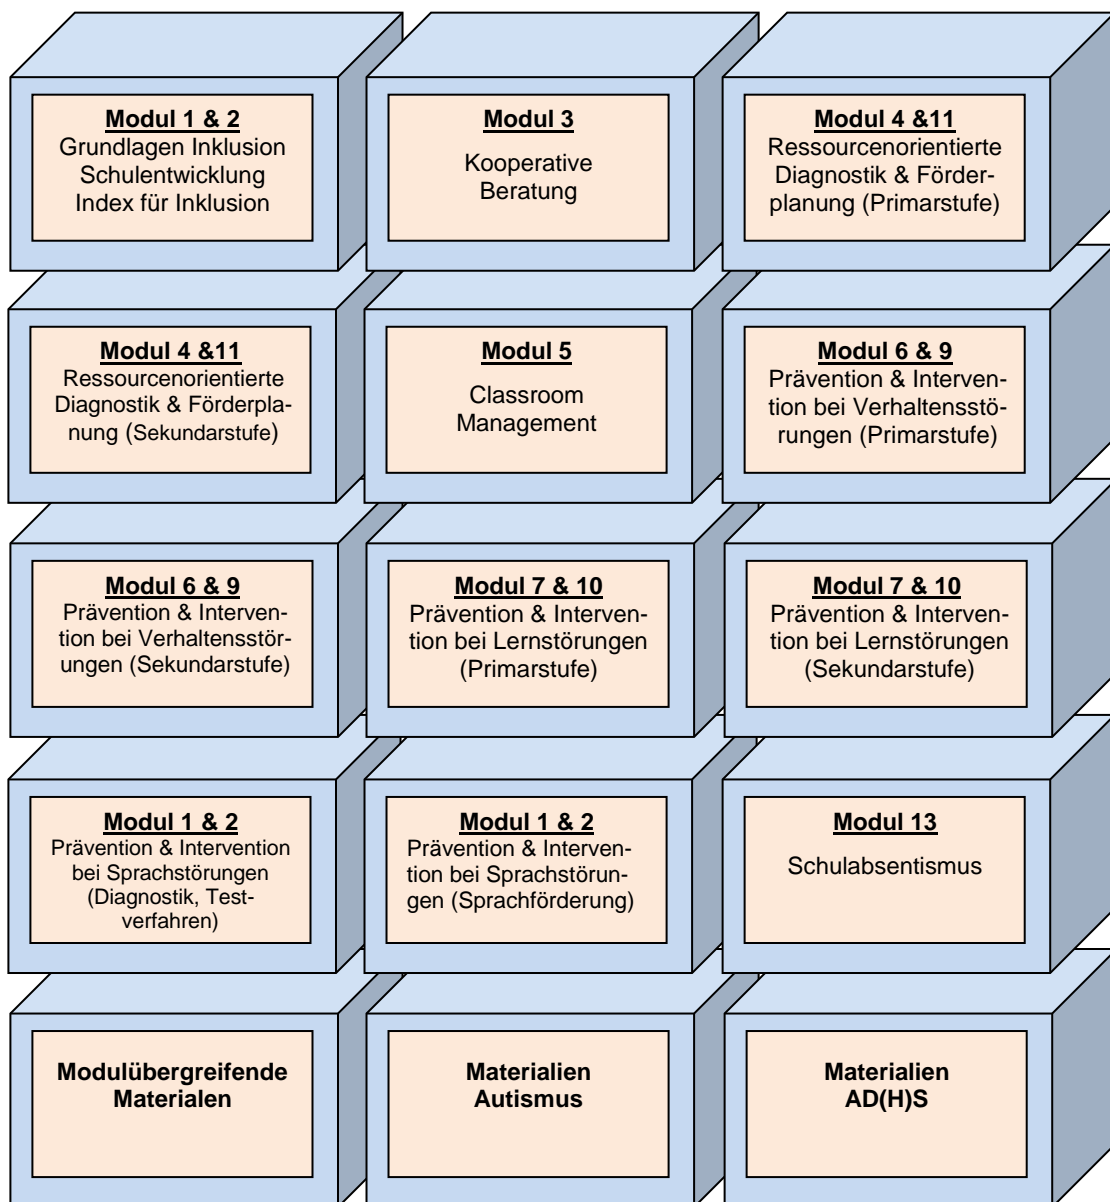 Modul 1 & 2
Grundlagen Inklusion
Schulentwicklung
Index für Inklusion
Modul 3
Kooperative
Beratung
Modul 4 &11
Ressourcenorientierte
Diagnostik & Förder-
planung (Primarstufe)
Modul 4 &11
Ressourcenorientierte
Diagnostik & Förderpla-
nung (Sekundarstufe)
Modul 5
Classroom
Management
Modul 6 & 9
Prävention & Interven-
tion bei Verhaltensstö-
rungen (Primarstufe)
Modul 6 & 9
Prävention & Interven-
tion bei Verhaltensstör-
ungen (Sekundarstufe)
Modul 7 & 10
Prävention & Interven-
tion bei Lernstörungen
(Primarstufe)
Modul 7 & 10
Prävention & Interven-
tion bei Lernstörungen
(Sekundarstufe)
Modul 1 & 2
Prävention & Intervention
bei Sprachstörungen
(Diagnostik, Test-
verfahren)
Modul 1 & 2
Prävention & Interven-
tion bei Sprachstörun-
gen (Sprachförderung)
Modul 13
Schulabsentismus
Modulübergreifende
Materialen
Materialien
Autismus
Materialien
AD(H)S